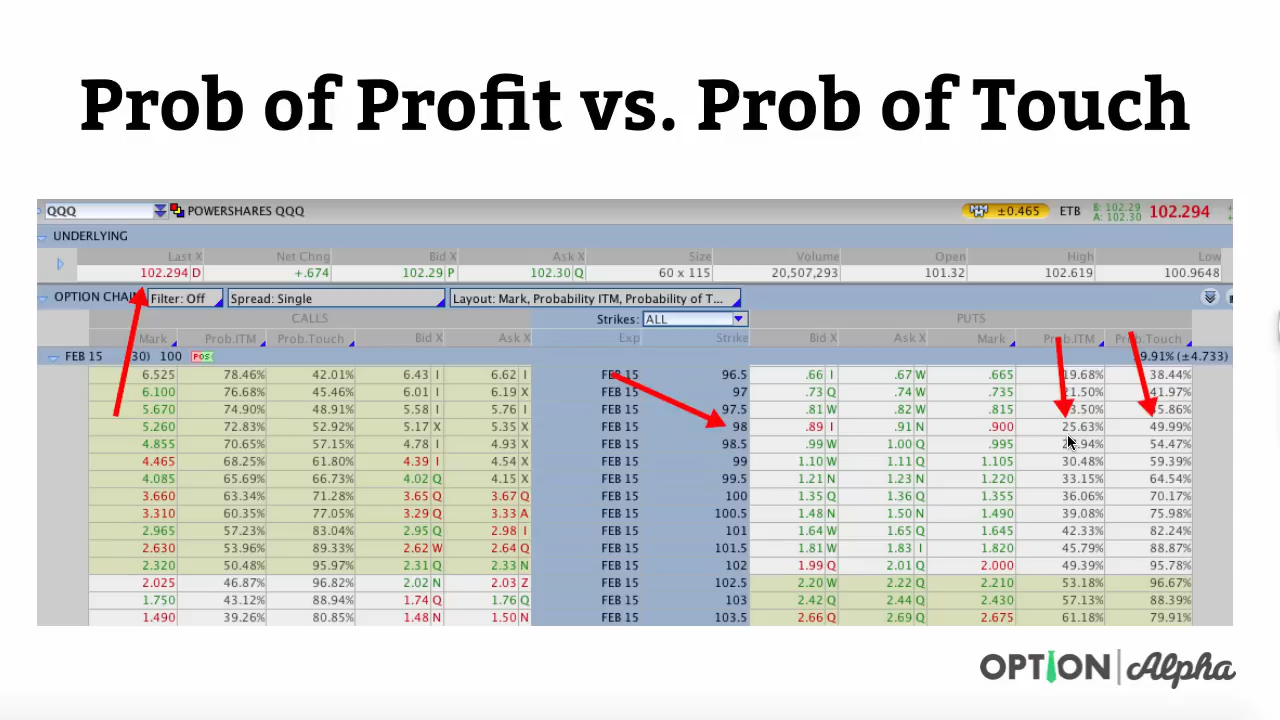 Prob of Profit vs. Prob of Touch
QQQ POWERSHARES QQQ ±0.465 ETB B: 102.29 A: 102.30 102.294
UNDERLYING
Last X Net Chng Bid X Ask X Size Volume Open High Low
102.294 D +.674 102.29 P 102.30 Q 60 x 115 20,507,293 101.32 102.619 100.9648
OPTION CHAIN Filter: Off Spread: Single Layout: Mark, Probability ITM, Probability of T...
CALLS Strikes: ALL PUTS
Mark Prob.ITM Prob.Touch Bid X Ask X Exp Strike Bid X Ask X Mark Prob.ITM Prob.Touch
FEB 15 (30) 100 POS 9.91% (±4.733)
6.525 78.46% 42.01% 6.43 I 6.62 I FEB 15 96.5 .66 I .67 W .665 19.68% 38.44%
6.100 76.68% 45.46% 6.01 I 6.19 X FEB 15 97 .73 Q .74 W .735 21.50% 41.97%
5.670 74.90% 48.91% 5.58 I 5.76 I FEB 15 97.5 .81 W .82 W .815 23.50% 45.86%
5.260 72.83% 52.92% 5.17 X 5.35 X FEB 15 98 .89 I .91 N .900 25.63% 49.99%
4.855 70.65% 57.15% 4.78 I 4.93 X FEB 15 98.5 .99 W 1.00 Q .995 .94% 54.47%
4.465 68.25% 61.80% 4.39 I 4.54 X FEB 15 99 1.10 W 1.11 Q 1.105 30.48% 59.39%
4.085 65.69% 66.73% 4.02 Q 4.15 X FEB 15 99.5 1.21 N 1.23 N 1.220 33.15% 64.54%
3.660 63.34% 71.28% 3.65 Q 3.67 Q FEB 15 100 1.35 Q 1.36 Q 1.355 36.06% 70.17%
3.310 60.35% 77.05% 3.29 Q 3.33 A FEB 15 100.5 1.48 N 1.50 N 1.490 39.08% 75.98%
2.965 57.23% 83.04% 2.95 Q 2.98 I FEB 15 101 1.64 W 1.65 Q 1.645 42.33% 82.24%
2.630 53.96% 89.33% 2.62 W 2.64 Q FEB 15 101.5 1.81 W 1.83 I 1.820 45.79% 88.87%
2.320 50.48% 95.97% 2.31 Q 2.33 N FEB 15 102 1.99 Q 2.01 Q 2.000 49.39% 95.78%
2.025 46.87% 96.82% 2.02 N 2.03 Z FEB 15 102.5 2.20 W 2.22 Q 2.210 53.18% 96.67%
1.750 43.12% 88.94% 1.74 Q 1.76 Q FEB 15 103 2.42 Q 2.44 Q 2.430 57.13% 88.39%
1.490 39.26% 80.85% 1.48 N 1.50 N FEB 15 103.5 2.66 Q 2.69 Q 2.675 61.18% 79.91%
OPTION Alpha